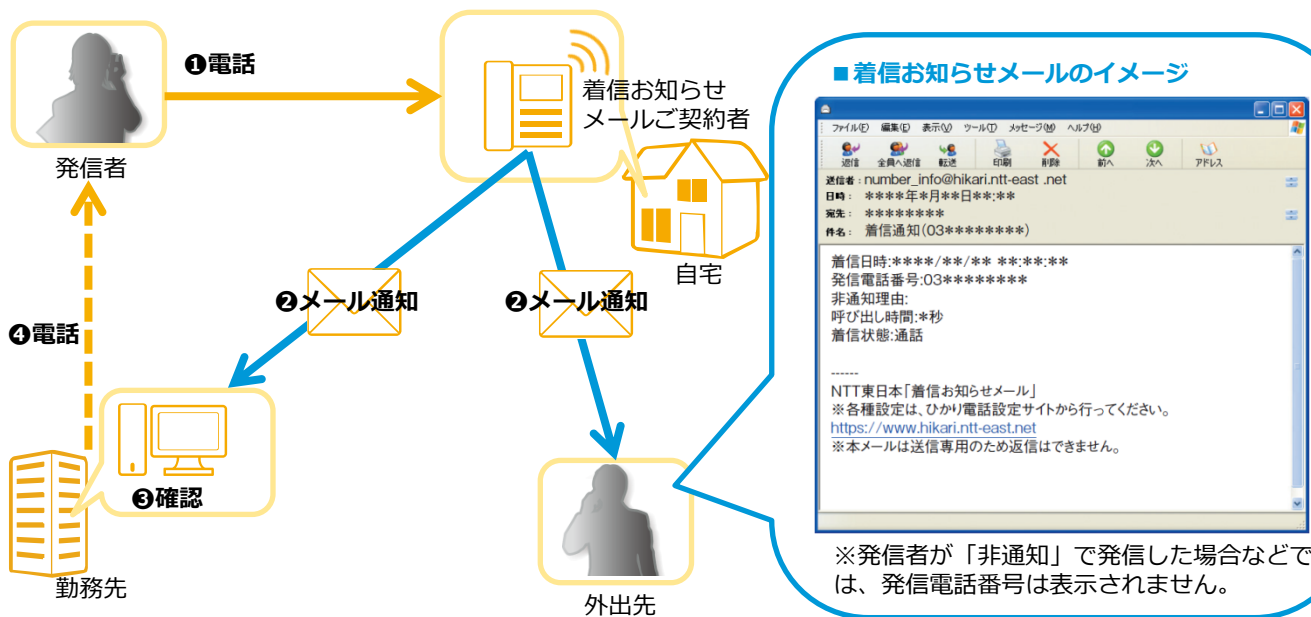 ❶電話
発信者
着信お知らせ
メールご契約者
自宅
❷メール通知
❷メール通知
❹電話
❸確認
勤務先
外出先
■着信お知らせメールのイメージ
ファイル(F) 編集(E) 表示(V) ツール(T) メッセージ(M) ヘルプ(H)
返信 全員へ返信 転送 印刷 削除 前へ 次へ アドレス
送信者: number_info@hikari.ntt-east .net
日時: ****年*月**日**:**
宛先: ********
件名: 着信通知(03********)
着信日時:****/**/** **:**:**
発信電話番号:03********
非通知理由:
呼び出し時間:*秒
着信状態:通話
------
NTT東日本「着信お知らせメール」
※各種設定は、ひかり電話設定サイトから行ってください。
https://www.hikari.ntt-east.net
※本メールは送信専用のため返信はできません。
※発信者が「非通知」で発信した場合などで
は、発信電話番号は表示されません。